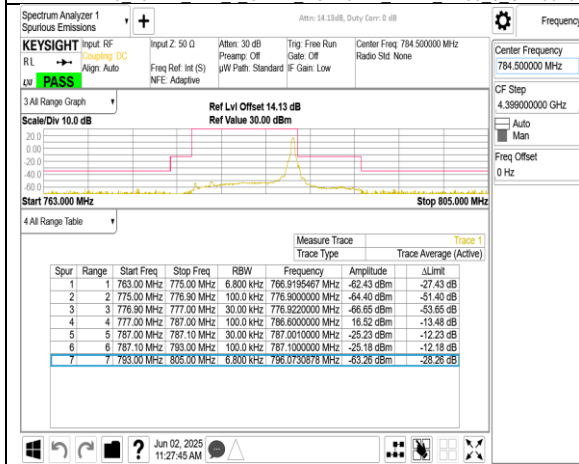 Spectrum Analyzer 1
Spurious Emissions
Attn: 14.13dB, Duty Corr: 0 dB
Frequency
KEYSIGHT Input: RF
RL
Coupling: DC
Align: Auto
LXI PASS
Input Z: 50 Ω
Freq Ref: Int (S)
NFE: Adaptive
Atten: 30 dB
Preamp: Off
µW Path: Standard
Trig: Free Run
Gate: Off
IF Gain: Low
Center Freq: 784.500000 MHz
Radio Std: None
Center Frequency
784.500000 MHz
CF Step
4.399000000 GHz
Auto
Man
Freq Offset
0 Hz
3 All Range Graph
Scale/Div 10.0 dB
Ref Lvl Offset 14.13 dB
Ref Value 30.00 dBm
20.0
0.00
-20.0
-40.0
-60.0
Start 763.000 MHz
Stop 805.000 MHz
4 All Range Table
Measure Trace Trace 1
Trace Type Trace Average (Active)
Spur Range Start Freq Stop Freq RBW Frequency Amplitude ΔLimit
1 1 763.00 MHz 775.00 MHz 6.800 kHz 766.9195467 MHz -62.43 dBm -27.43 dB
2 2 775.00 MHz 776.90 MHz 100.0 kHz 776.9000000 MHz -64.40 dBm -51.40 dB
3 3 776.90 MHz 777.00 MHz 30.00 kHz 776.9220000 MHz -66.65 dBm -53.65 dB
4 4 777.00 MHz 787.00 MHz 100.0 kHz 786.6000000 MHz 16.52 dBm -13.48 dB
5 5 787.00 MHz 787.10 MHz 30.00 kHz 787.0010000 MHz -25.23 dBm -12.23 dB
6 6 787.10 MHz 793.00 MHz 100.0 kHz 787.1000000 MHz -25.18 dBm -12.18 dB
7 7 793.00 MHz 805.00 MHz 6.800 kHz 796.0730878 MHz -63.26 dBm -28.26 dB
?
Jun 02, 2025
11:27:45 AM